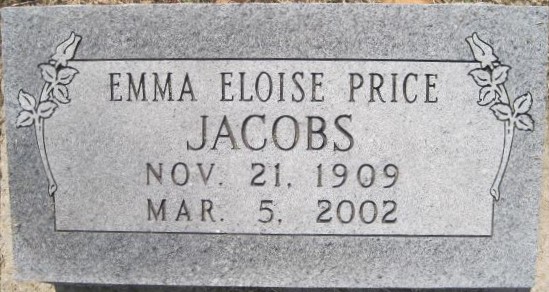 EMMA ELOISE PRICE
JACOBS
NOV. 21, 1909
MAR. 5, 2002